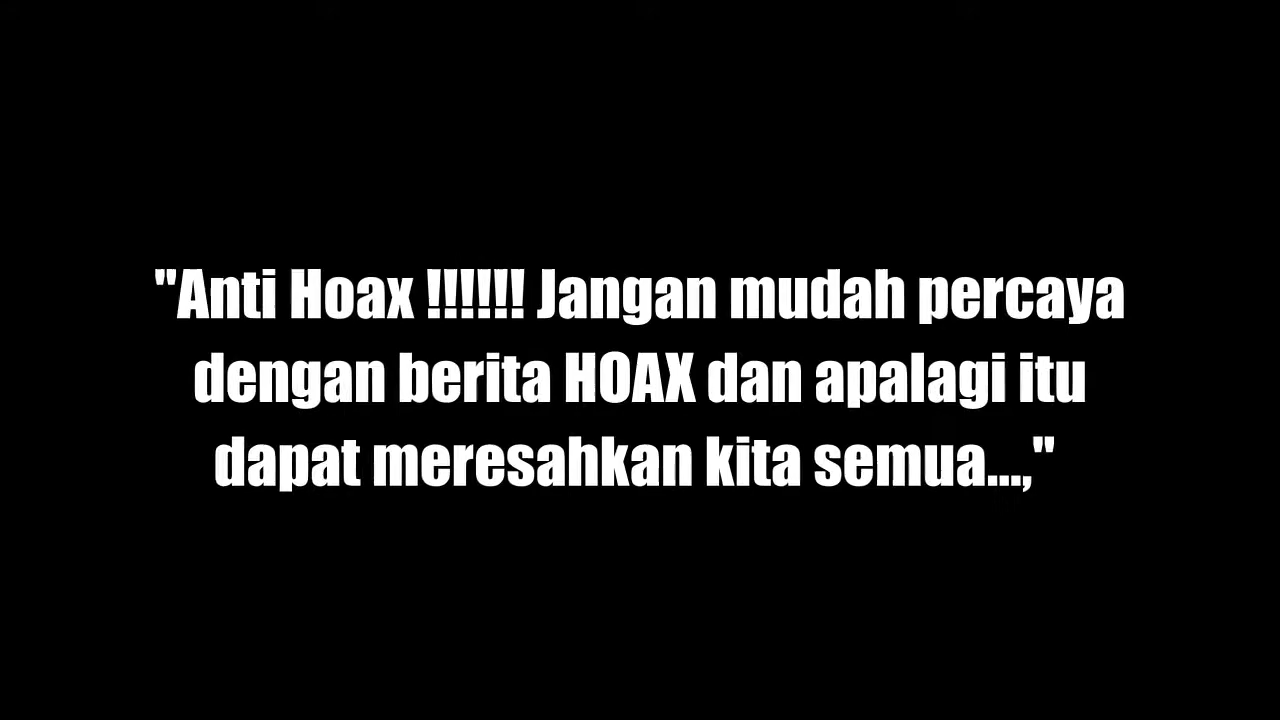 "Anti Hoax !!!!!! Jangan mudah percaya
dengan berita HOAX dan apalagi itu
dapat meresahkan kita semua...,"